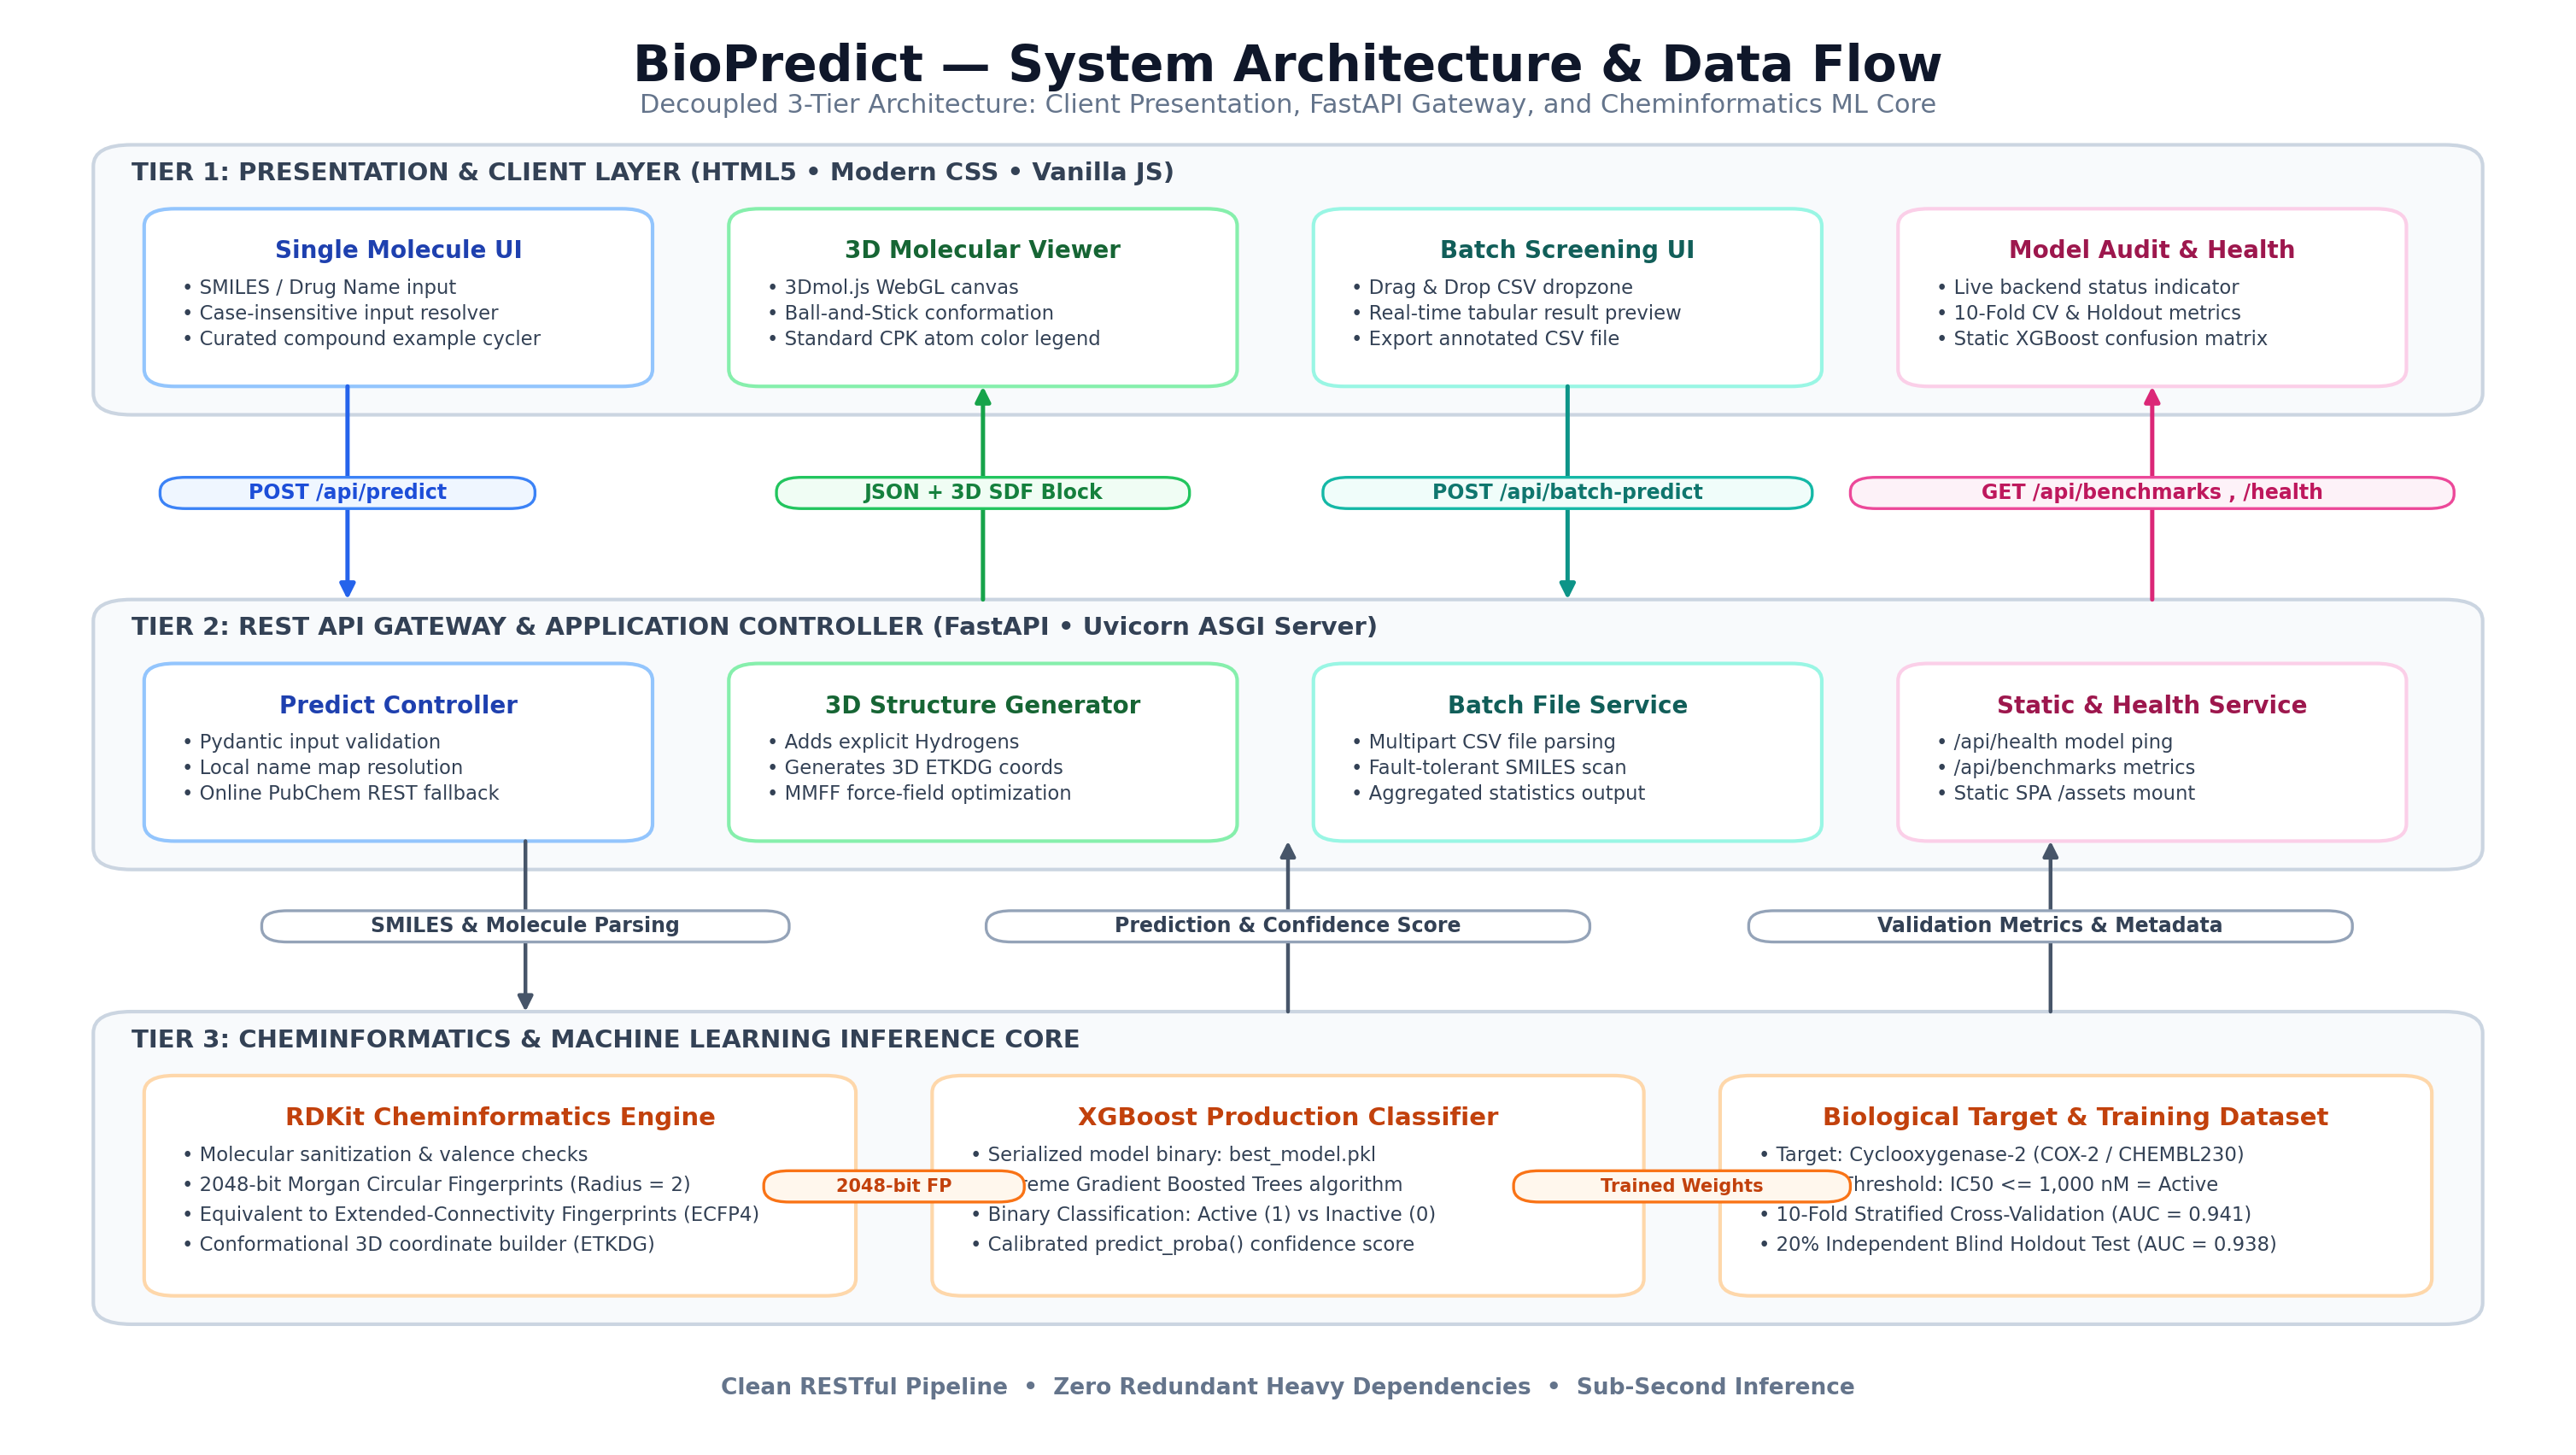 BioPredict — System Architecture & Data Flow
Decoupled 3-Tier Architecture: Client Presentation, FastAPI Gateway, and Cheminformatics ML Core
TIER 1: PRESENTATION & CLIENT LAYER (HTML5 • Modern CSS • Vanilla JS)
Single Molecule UI
• SMILES / Drug Name input
• Case-insensitive input resolver
• Curated compound example cycler
3D Molecular Viewer
• 3Dmol.js WebGL canvas
• Ball-and-Stick conformation
• Standard CPK atom color legend
Batch Screening UI
• Drag & Drop CSV dropzone
• Real-time tabular result preview
• Export annotated CSV file
Model Audit & Health
• Live backend status indicator
• 10-Fold CV & Holdout metrics
• Static XGBoost confusion matrix
POST /api/predict
JSON + 3D SDF Block
POST /api/batch-predict
GET /api/benchmarks , /health
TIER 2: REST API GATEWAY & APPLICATION CONTROLLER (FastAPI • Uvicorn ASGI Server)
Predict Controller
• Pydantic input validation
• Local name map resolution
• Online PubChem REST fallback
3D Structure Generator
• Adds explicit Hydrogens
• Generates 3D ETKDG coords
• MMFF force-field optimization
Batch File Service
• Multipart CSV file parsing
• Fault-tolerant SMILES scan
• Aggregated statistics output
Static & Health Service
• /api/health model ping
• /api/benchmarks metrics
• Static SPA /assets mount
SMILES & Molecule Parsing
Prediction & Confidence Score
Validation Metrics & Metadata
TIER 3: CHEMINFORMATICS & MACHINE LEARNING INFERENCE CORE
RDKit Cheminformatics Engine
• Molecular sanitization & valence checks
• 2048-bit Morgan Circular Fingerprints (Radius = 2)
• Equivalent to Extended-Connectivity Fingerprints (ECFP4)
• Conformational 3D coordinate builder (ETKDG)
2048-bit FP
XGBoost Production Classifier
• Serialized model binary: best_model.pkl
Gradient Boosted Trees algorithm
• Binary Classification: Active (1) vs Inactive (0)
• Calibrated predict_proba() confidence score
Trained Weights
Biological Target & Training Dataset
• Target: Cyclooxygenase-2 (COX-2 / CHEMBL230)
Threshold: IC50 <= 1,000 nM = Active
• 10-Fold Stratified Cross-Validation (AUC = 0.941)
• 20% Independent Blind Holdout Test (AUC = 0.938)
Clean RESTful Pipeline • Zero Redundant Heavy Dependencies • Sub-Second Inference